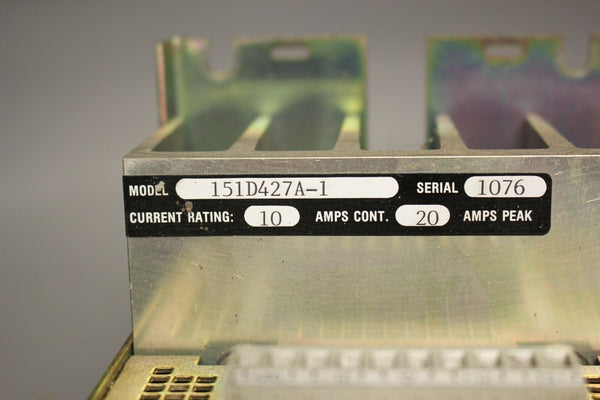 MODEL 151D427A-1 SERIAL 1076
CURRENT RATING: 10 AMPS CONT. 20 AMPS PEAK